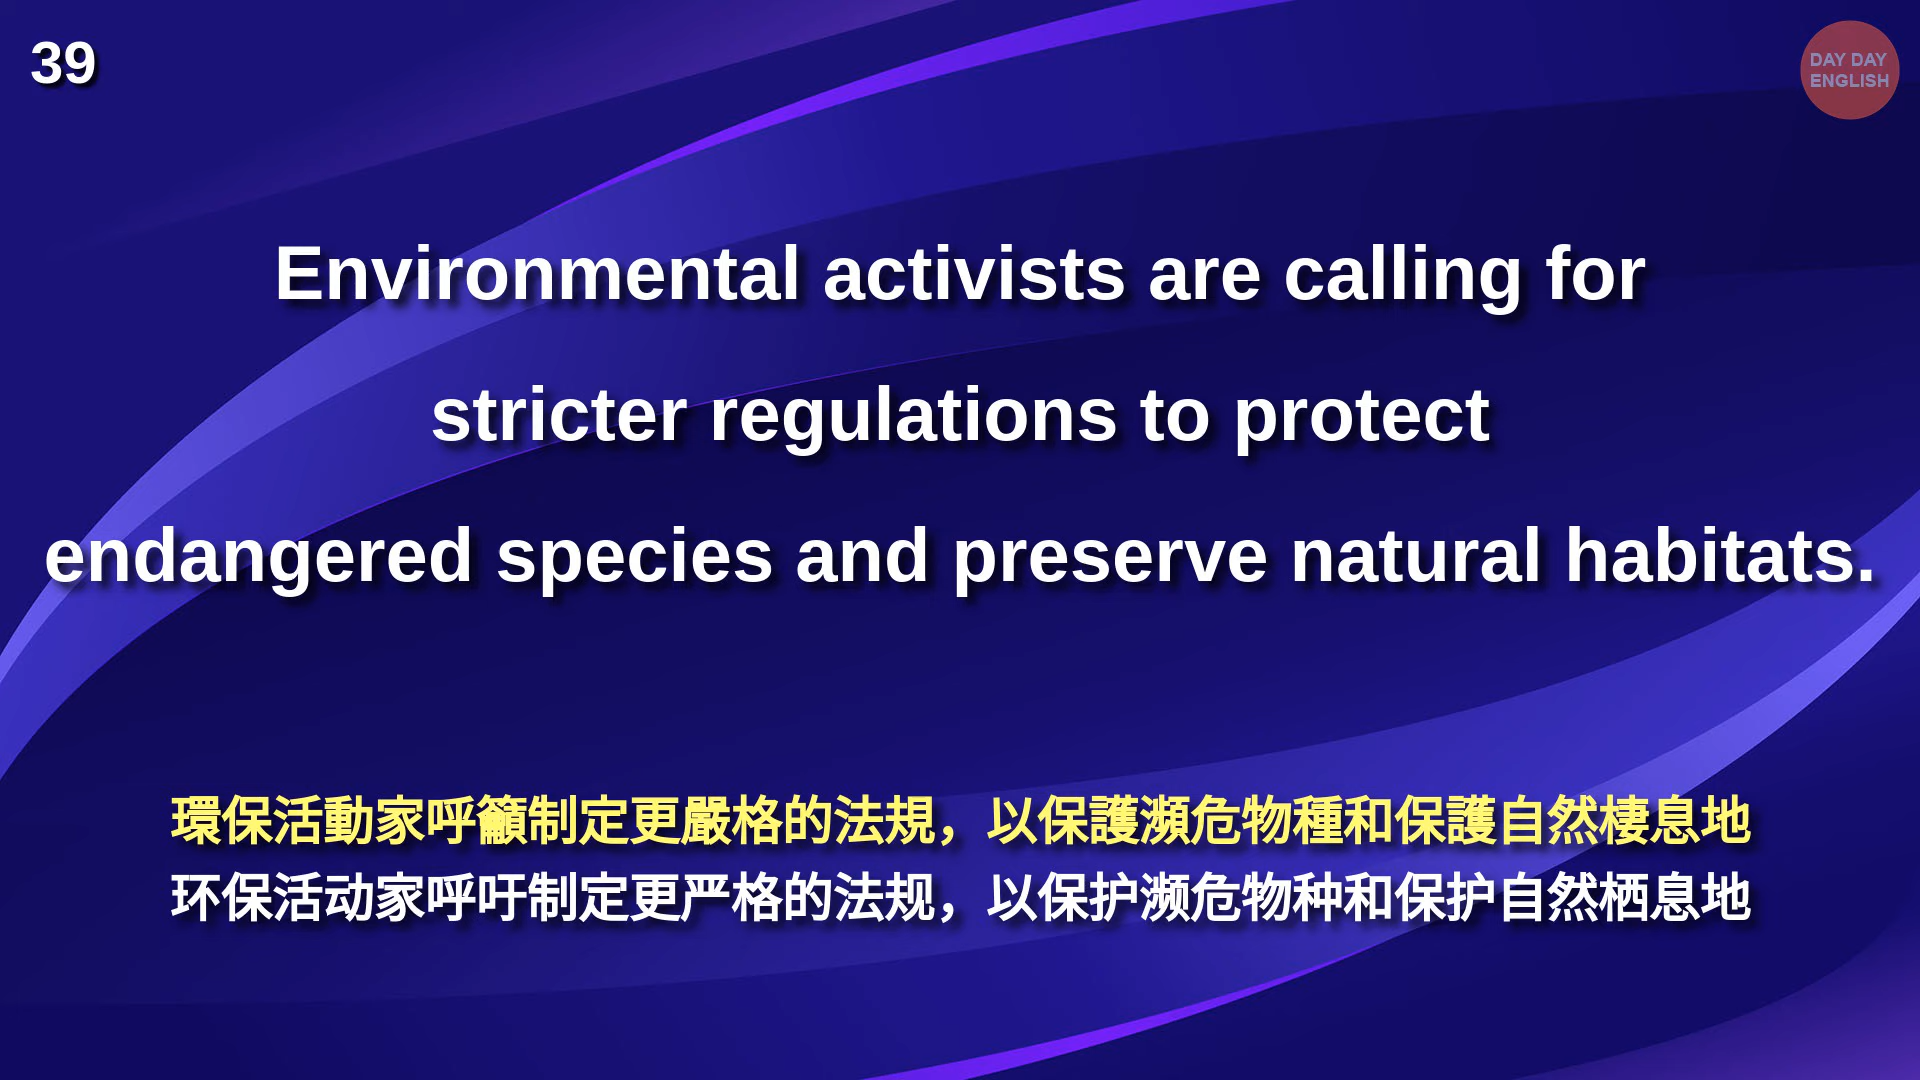 39
DAY DAY
ENGLISH
Environmental activists are calling for
stricter regulations to protect
endangered species and preserve natural habitats.
環保活動家呼籲制定更嚴格的法規，以保護瀕危物種和保護自然棲息地
环保活动家呼吁制定更严格的法规，以保护濒危物种和保护自然栖息地